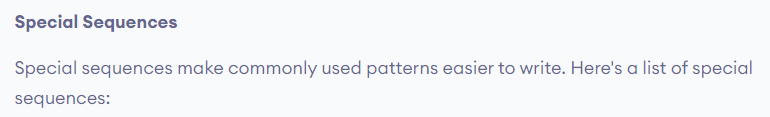 Special Sequences
Special sequences make commonly used patterns easier to write. Here's a list of special
sequences: